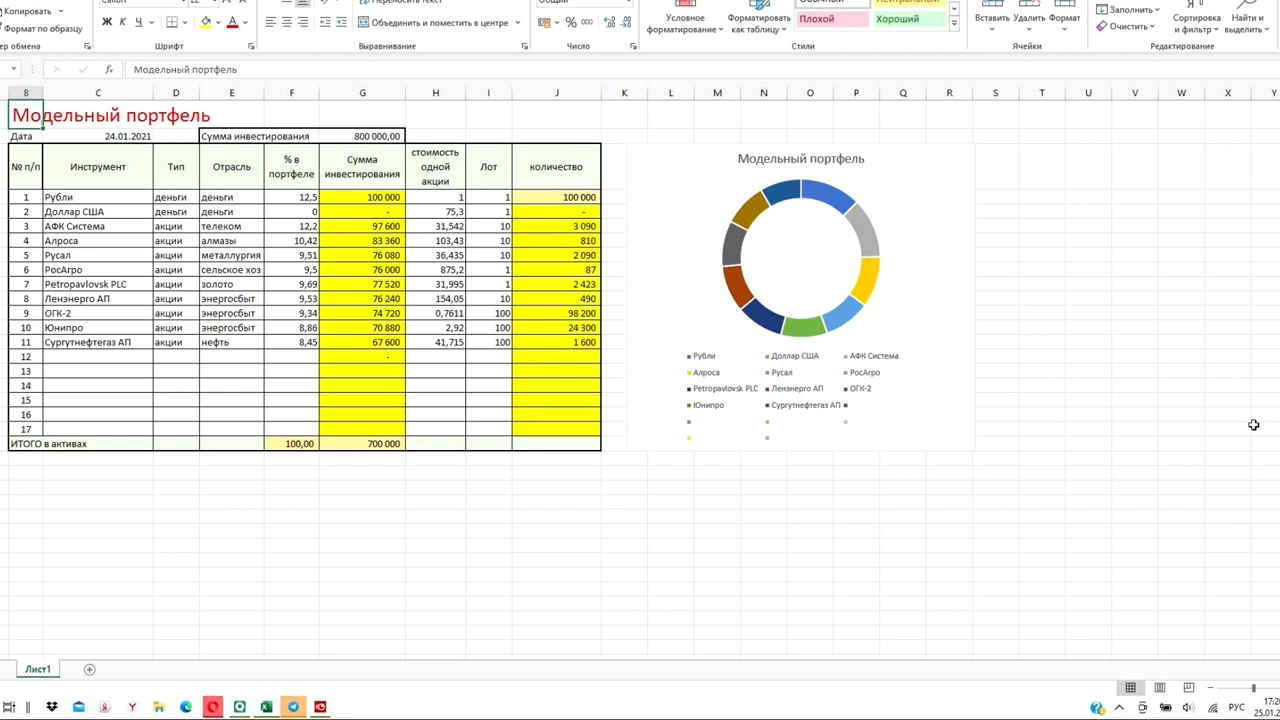 Копировать
Формат по образцу
бмена
Ж К Ч
Шрифт
Переносить текст
Объединить и поместить в центре
Выравнивание
Общий
% 000
Число
Условное форматирование
Форматировать как таблицу
Обычный Нейтральный
Плохой Хороший
Стили
Вставить Удалить Формат
Ячейки
Заполнить
Очистить
Сортировка и фильтр
Найти и выделить
Редактирование
fx Модельный портфель
B C D E F G H I J K L M N O P Q R S T U V W X Y
Модельный портфель
Дата 24.01.2021 Сумма инвестирования 800 000,00
№ п/п Инструмент Тип Отрасль % в портфеле Сумма инвестирования стоимость одной акции Лот количество
1 Рубли деньги деньги 12,5 100 000 1 1 100 000
2 Доллар США деньги деньги 0 - 75,3 1 -
3 АФК Система акции телеком 12,2 97 600 31,542 10 3 090
4 Алроса акции алмазы 10,42 83 360 103,43 10 810
5 Русал акции металлургия 9,51 76 080 36,435 10 2 090
6 РосАгро акции сельское хоз 9,5 76 000 875,2 1 87
7 Petropavlovsk PLC акции золото 9,69 77 520 31,995 1 2 423
8 Ленэнерго АП акции энергосбыт 9,53 76 240 154,05 10 490
9 ОГК-2 акции энергосбыт 9,34 74 720 0,7611 100 98 200
10 Юнипро акции энергосбыт 8,86 70 880 2,92 100 24 300
11 Сургутнефтегаз АП акции нефть 8,45 67 600 41,715 100 1 600
12 -
13
14
15
16
17
ИТОГО в активах 100,00 700 000
Модельный портфель
Рубли Доллар США АФК Система
Алроса Русал РосАгро
Petropavlovsk PLC Ленэнерго АП ОГК-2
Юнипро Сургутнефтегаз АП
Лист1
РУС
17:2
25.01.2